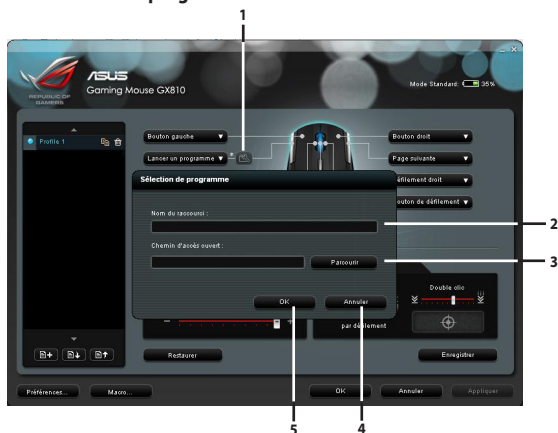 1
ASUS
Gaming Mouse GX810
REPUBLIC OF
GAMERS
Mode Standard: 35%
Profile 1
Bouton gauche
Bouton droit
Lancer un programme
Page suivante
Sélection de programme
défilement droit
bouton de défilement
Nom du raccourci :
2
Chemin d'accès ouvert :
Parcourir
3
Double clic
OK
Annuler
par défilement
Restaurer
Enregistrer
Préférences...
Macro...
OK
Annuler
Appliquer
5
4